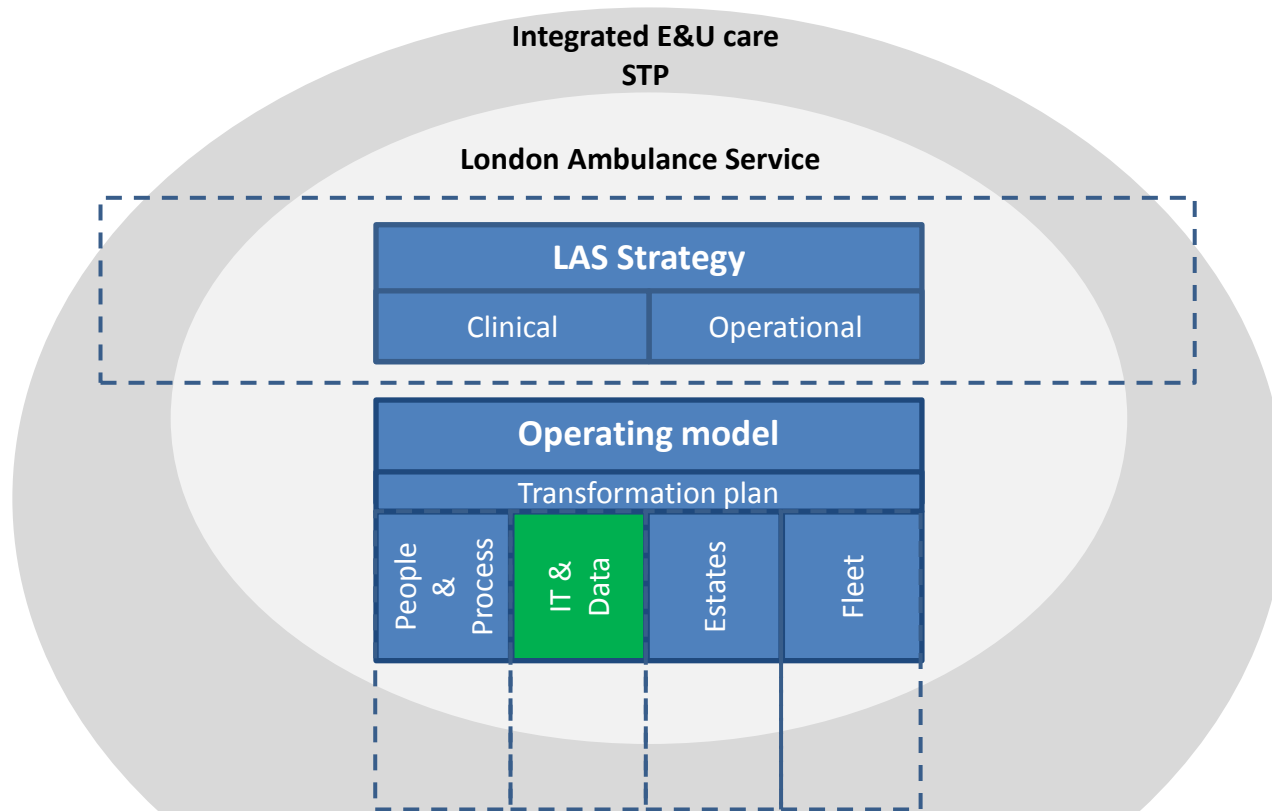 Integrated E&U care
STP
London Ambulance Service
LAS Strategy
Clinical
Operational
Operating model
Transformation plan
People
&
Process
IT &
Data
Estates
Fleet